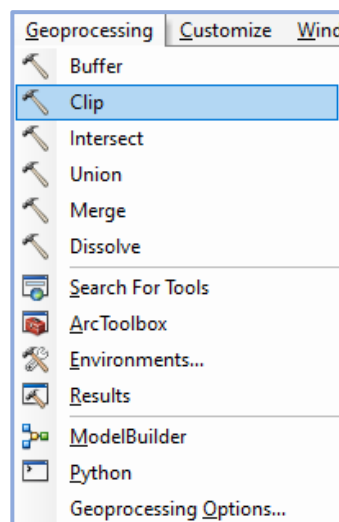 Geoprocessing Customize
Buffer
Clip
Intersect
Union
Merge
Dissolve
Search For Tools
ArcToolbox
Environments...
Results
ModelBuilder
Python
Geoprocessing Options...